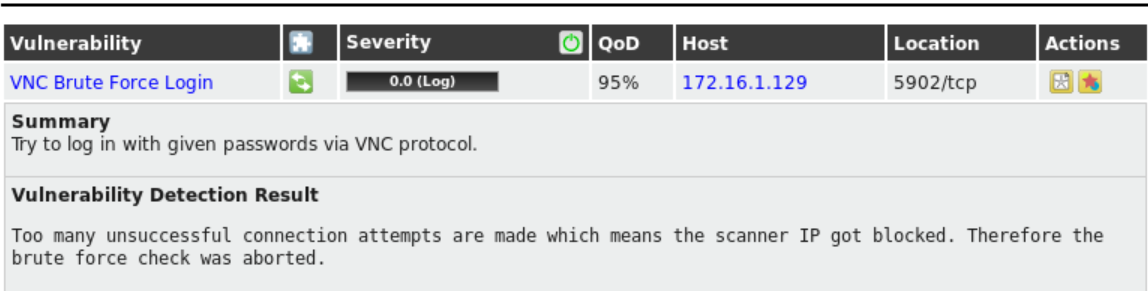 Vulnerability Severity QoD Host Location Actions
VNC Brute Force Login 0.0 (Log) 95% 172.16.1.129 5902/tcp
Summary
Try to log in with given passwords via VNC protocol.
Vulnerability Detection Result
Too many unsuccessful connection attempts are made which means the scanner IP got blocked. Therefore the
brute force check was aborted.